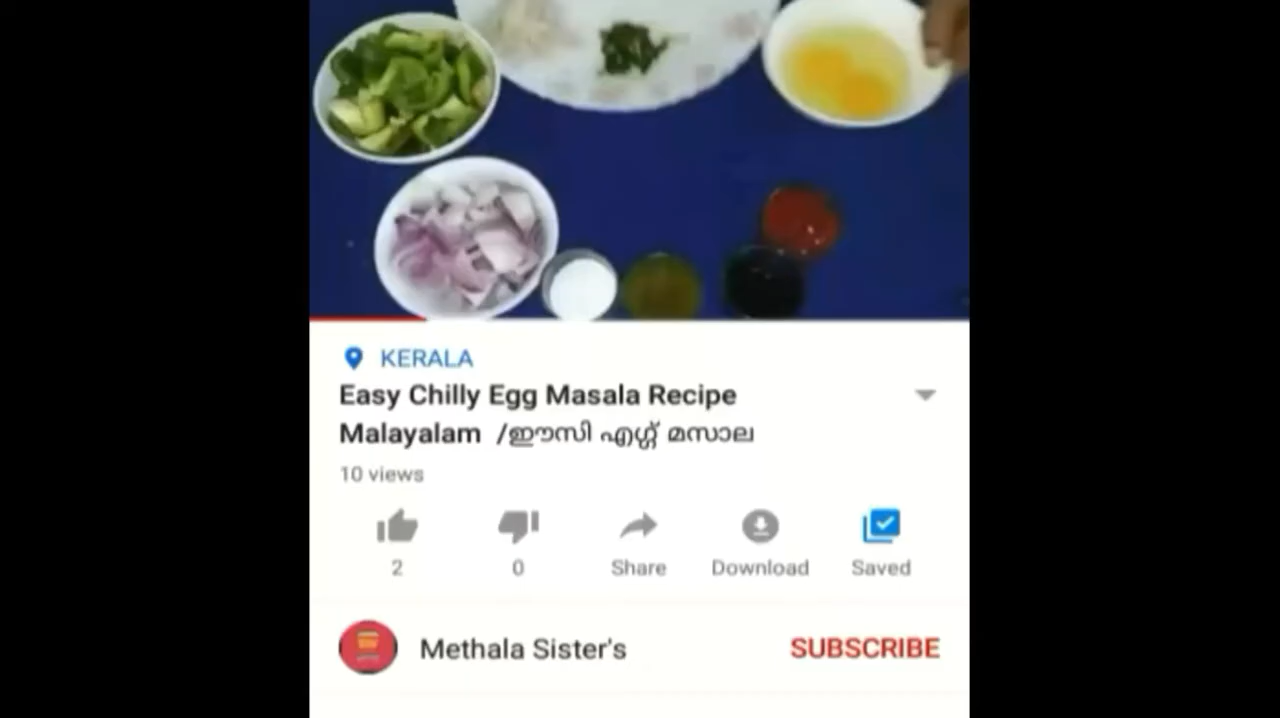 KERALA
Easy Chilly Egg Masala Recipe
Malayalam /ഈസി എഗ്ഗ് മസാല
10 views
2 0 Share Download Saved
Methala Sister's SUBSCRIBE